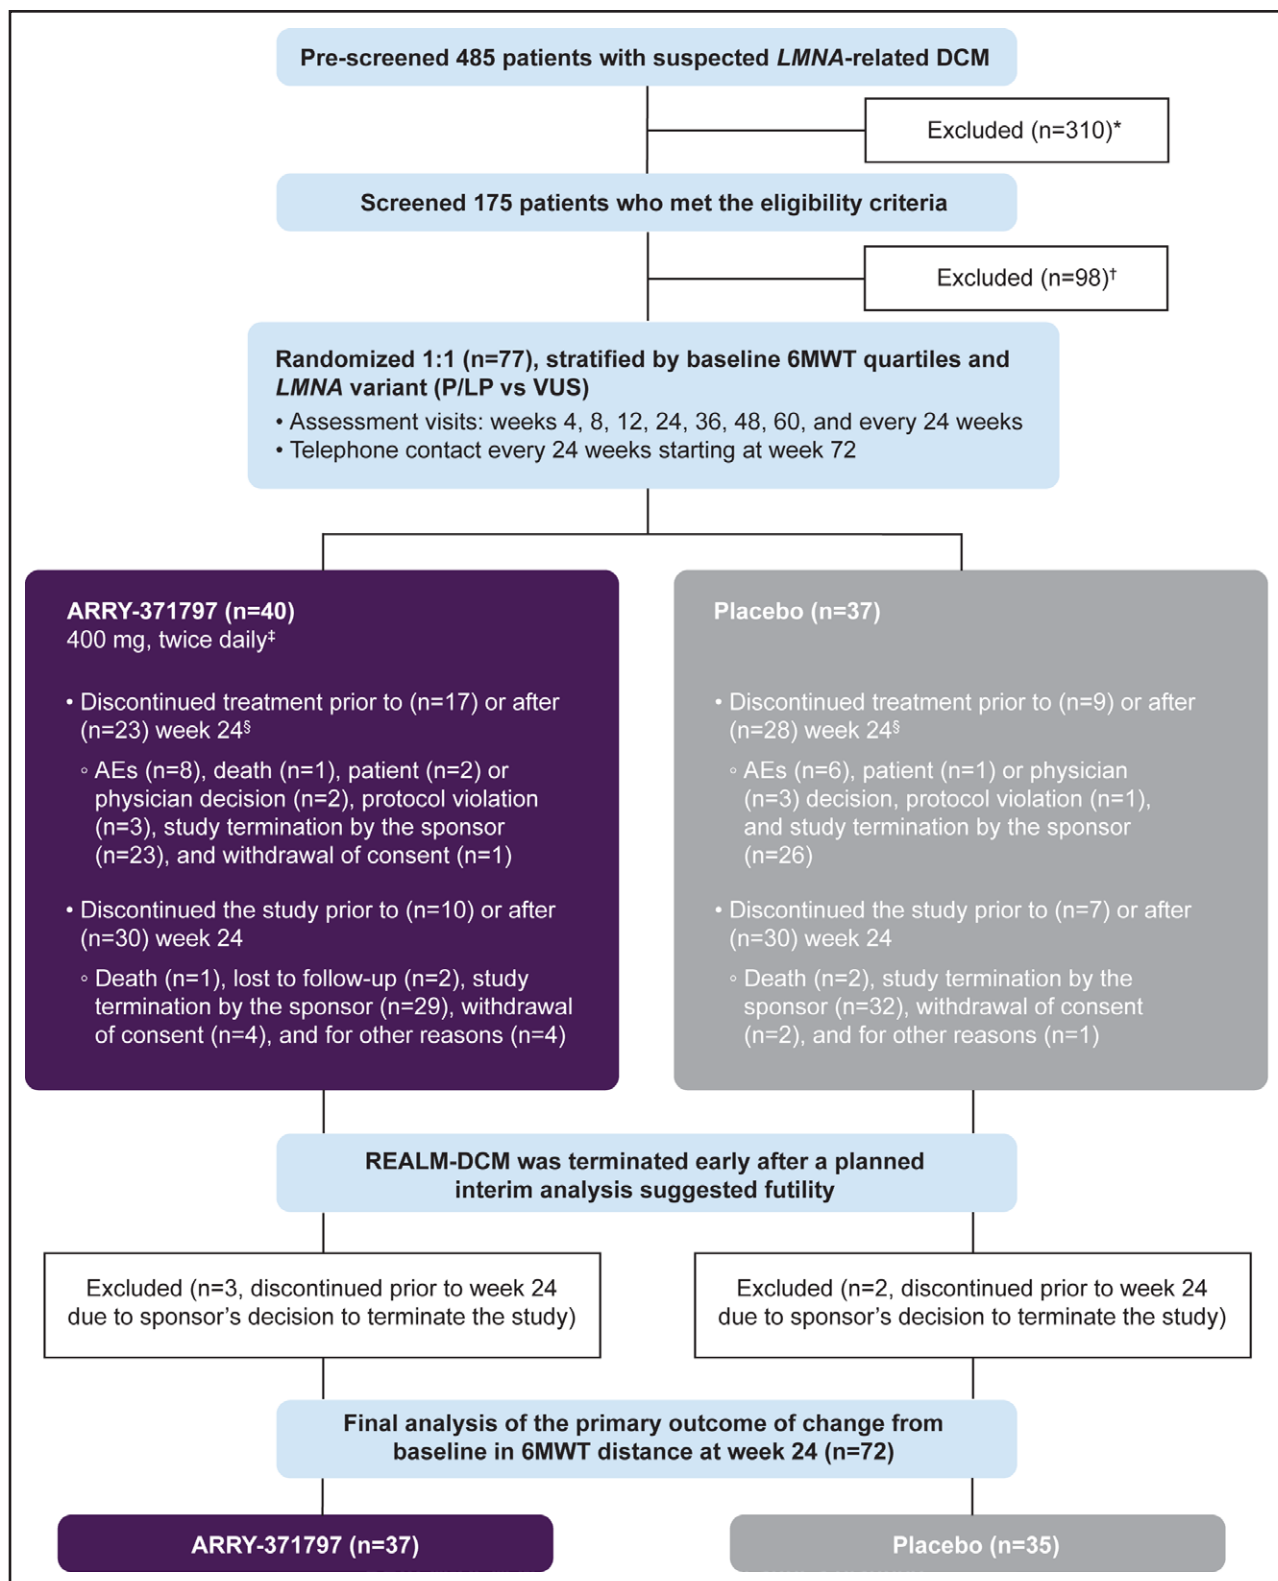 Pre-screened 485 patients with suspected LMNA-related DCM
Excluded (n=310)*
Screened 175 patients who met the eligibility criteria
Excluded (n=98)†
Randomized 1:1 (n=77), stratified by baseline 6MWT quartiles and
LMNA variant (P/LP vs VUS)
• Assessment visits: weeks 4, 8, 12, 24, 36, 48, 60, and every 24 weeks
• Telephone contact every 24 weeks starting at week 72
ARRY-371797 (n=40)
400 mg, twice daily‡
• Discontinued treatment prior to (n=17) or after
(n=23) week 24§
◦ AEs (n=8), death (n=1), patient (n=2) or
physician decision (n=2), protocol violation
(n=3), study termination by the sponsor
(n=23), and withdrawal of consent (n=1)
• Discontinued the study prior to (n=10) or after
(n=30) week 24
◦ Death (n=1), lost to follow-up (n=2), study
termination by the sponsor (n=29), withdrawal
of consent (n=4), and for other reasons (n=4)
Placebo (n=37)
• Discontinued treatment prior to (n=9) or after
(n=28) week 24§
◦ AEs (n=6), patient (n=1) or physician
(n=3) decision, protocol violation (n=1),
and study termination by the sponsor
(n=26)
• Discontinued the study prior to (n=7) or after
(n=30) week 24
◦ Death (n=2), study termination by the
sponsor (n=32), withdrawal of consent
(n=2), and for other reasons (n=1)
REALM-DCM was terminated early after a planned
interim analysis suggested futility
Excluded (n=3, discontinued prior to week 24
due to sponsor’s decision to terminate the study)
Excluded (n=2, discontinued prior to week 24
due to sponsor’s decision to terminate the study)
Final analysis of the primary outcome of change from
baseline in 6MWT distance at week 24 (n=72)
ARRY-371797 (n=37)
Placebo (n=35)